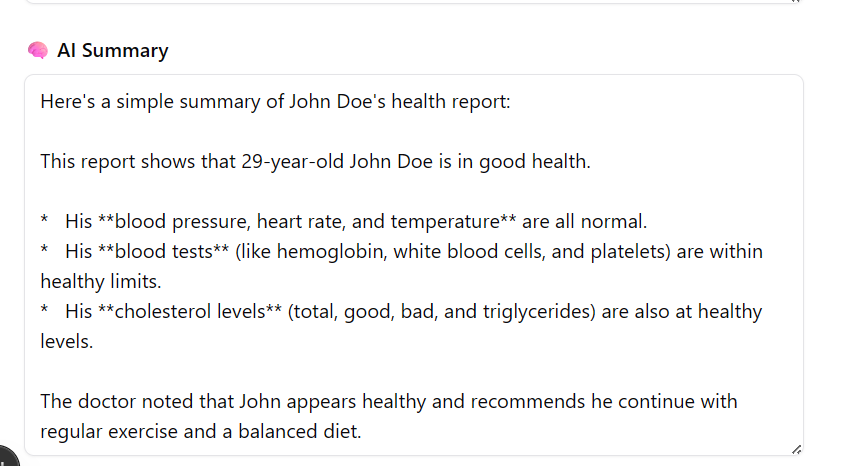 🧠 AI Summary
Here's a simple summary of John Doe's health report:
This report shows that 29-year-old John Doe is in good health.
*   His **blood pressure, heart rate, and temperature** are all normal.
*   His **blood tests** (like hemoglobin, white blood cells, and platelets) are within
healthy limits.
*   His **cholesterol levels** (total, good, bad, and triglycerides) are also at healthy
levels.
The doctor noted that John appears healthy and recommends he continue with
regular exercise and a balanced diet.